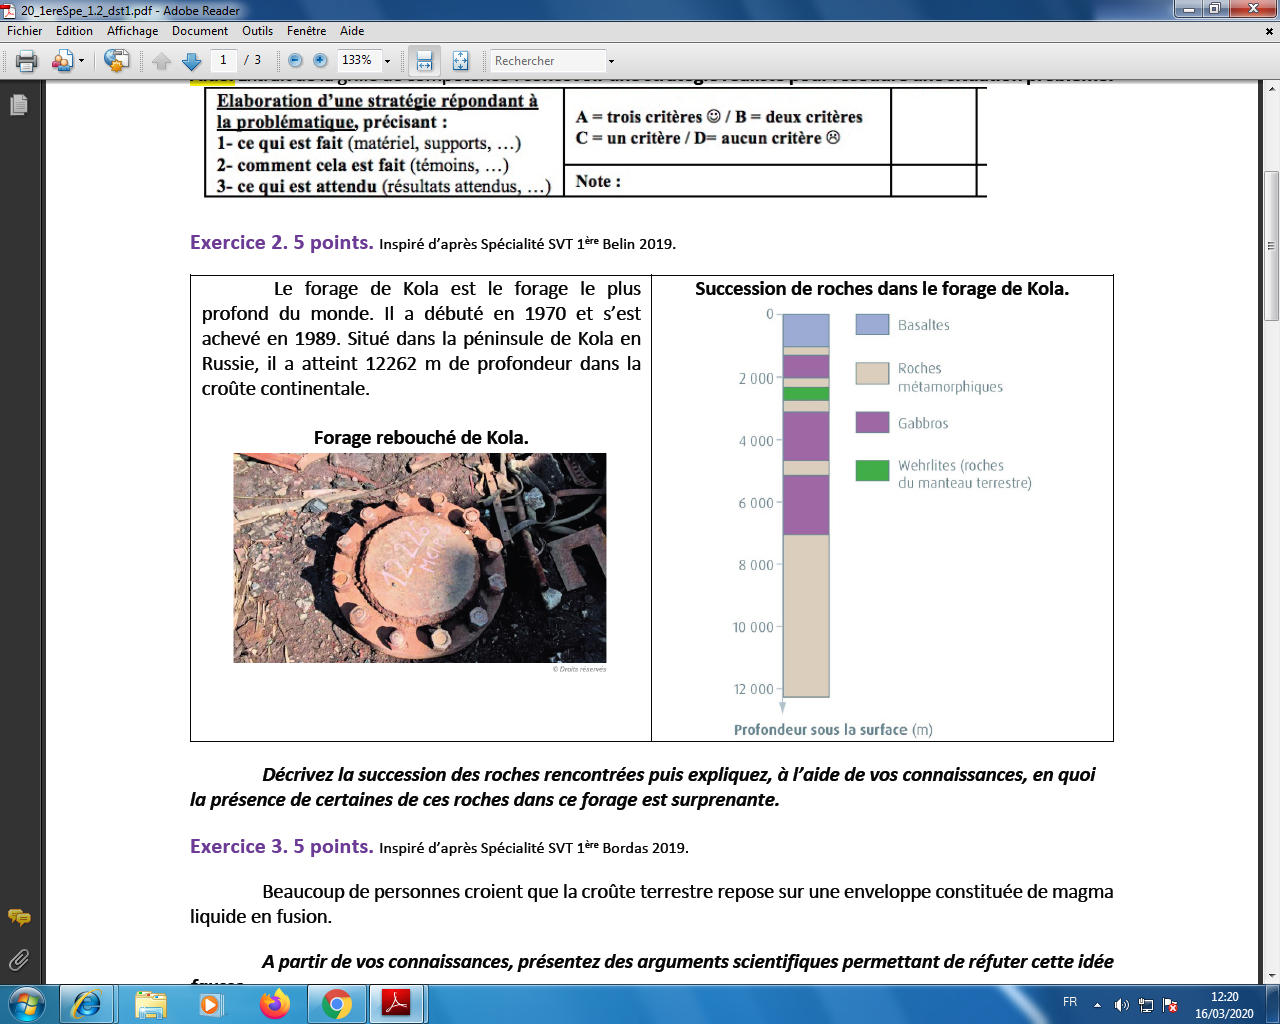 20_1ereSpe_1.2_dst1.pdf - Adobe Reader
Fichier Edition Affichage Document Outils Fenêtre Aide
1 / 3 133% Rechercher
Elaboration d'une stratégie répondant à
la problématique, précisant :
1- ce qui est fait (matériel, supports, …)
2- comment cela est fait (témoins, …)
3- ce qui est attendu (résultats attendus, …)
A = trois critères ☺ / B = deux critères
C = un critère / D= aucun critère ☹
Note :
Exercice 2. 5 points. Inspiré d'après Spécialité SVT 1ère Belin 2019.
Le forage de Kola est le forage le plus
profond du monde. Il a débuté en 1970 et s'est
achevé en 1989. Situé dans la péninsule de Kola en
Russie, il a atteint 12262 m de profondeur dans la
croûte continentale.
Forage rebouché de Kola.
12226
© Droits réservés
Succession de roches dans le forage de Kola.
0
2 000
4 000
6 000
8 000
10 000
12 000
Profondeur sous la surface (m)
Basaltes
Roches
métamorphiques
Gabbros
Wehrlites (roches
du manteau terrestre)
Décrivez la succession des roches rencontrées puis expliquez, à l'aide de vos connaissances, en quoi
la présence de certaines de ces roches dans ce forage est surprenante.
Exercice 3. 5 points. Inspiré d'après Spécialité SVT 1ère Bordas 2019.
Beaucoup de personnes croient que la croûte terrestre repose sur une enveloppe constituée de magma
liquide en fusion.
A partir de vos connaissances, présentez des arguments scientifiques permettant de réfuter cette idée
FR
12:20
16/03/2020